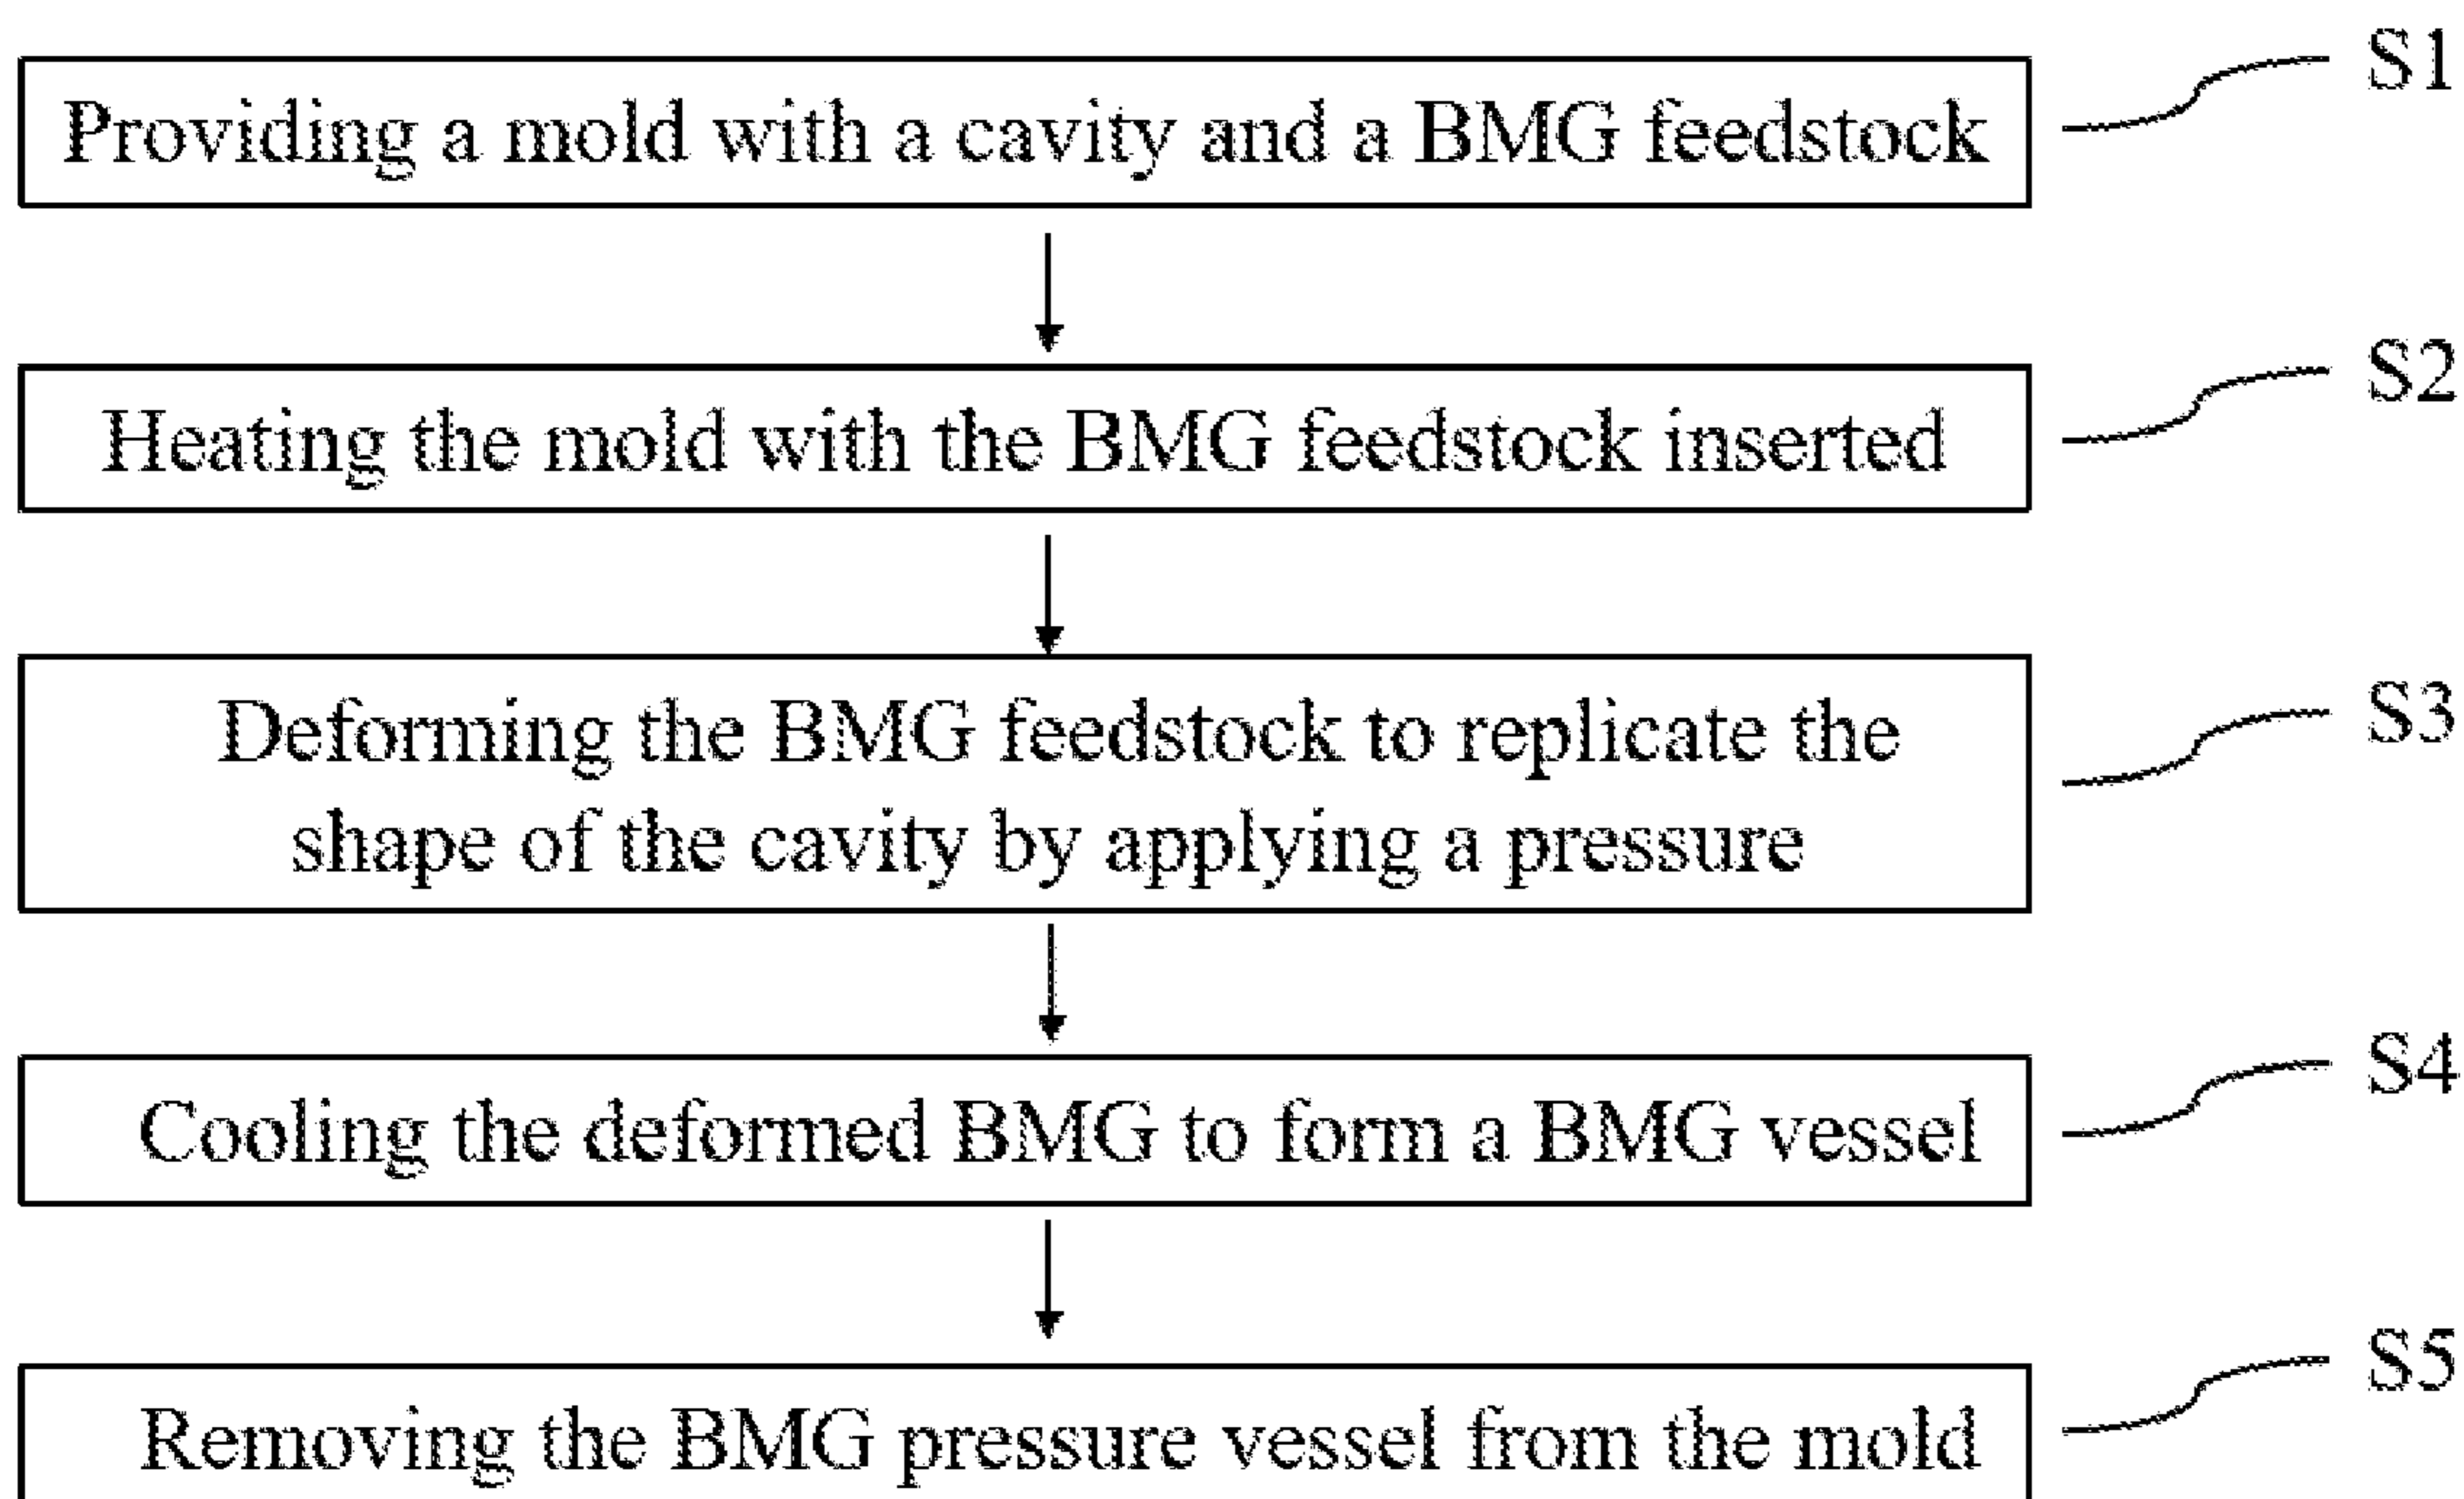 Providing a mold with a cavity and a BMG feedstock
S1
Heating the mold with the BMG feedstock inserted
S2
Deforming the BMG feedstock to replicate the
shape of the cavity by applying a pressure
S3
Cooling the deformed BMG to form a BMG vessel
S4
Removing the BMG pressure vessel from the mold
S5